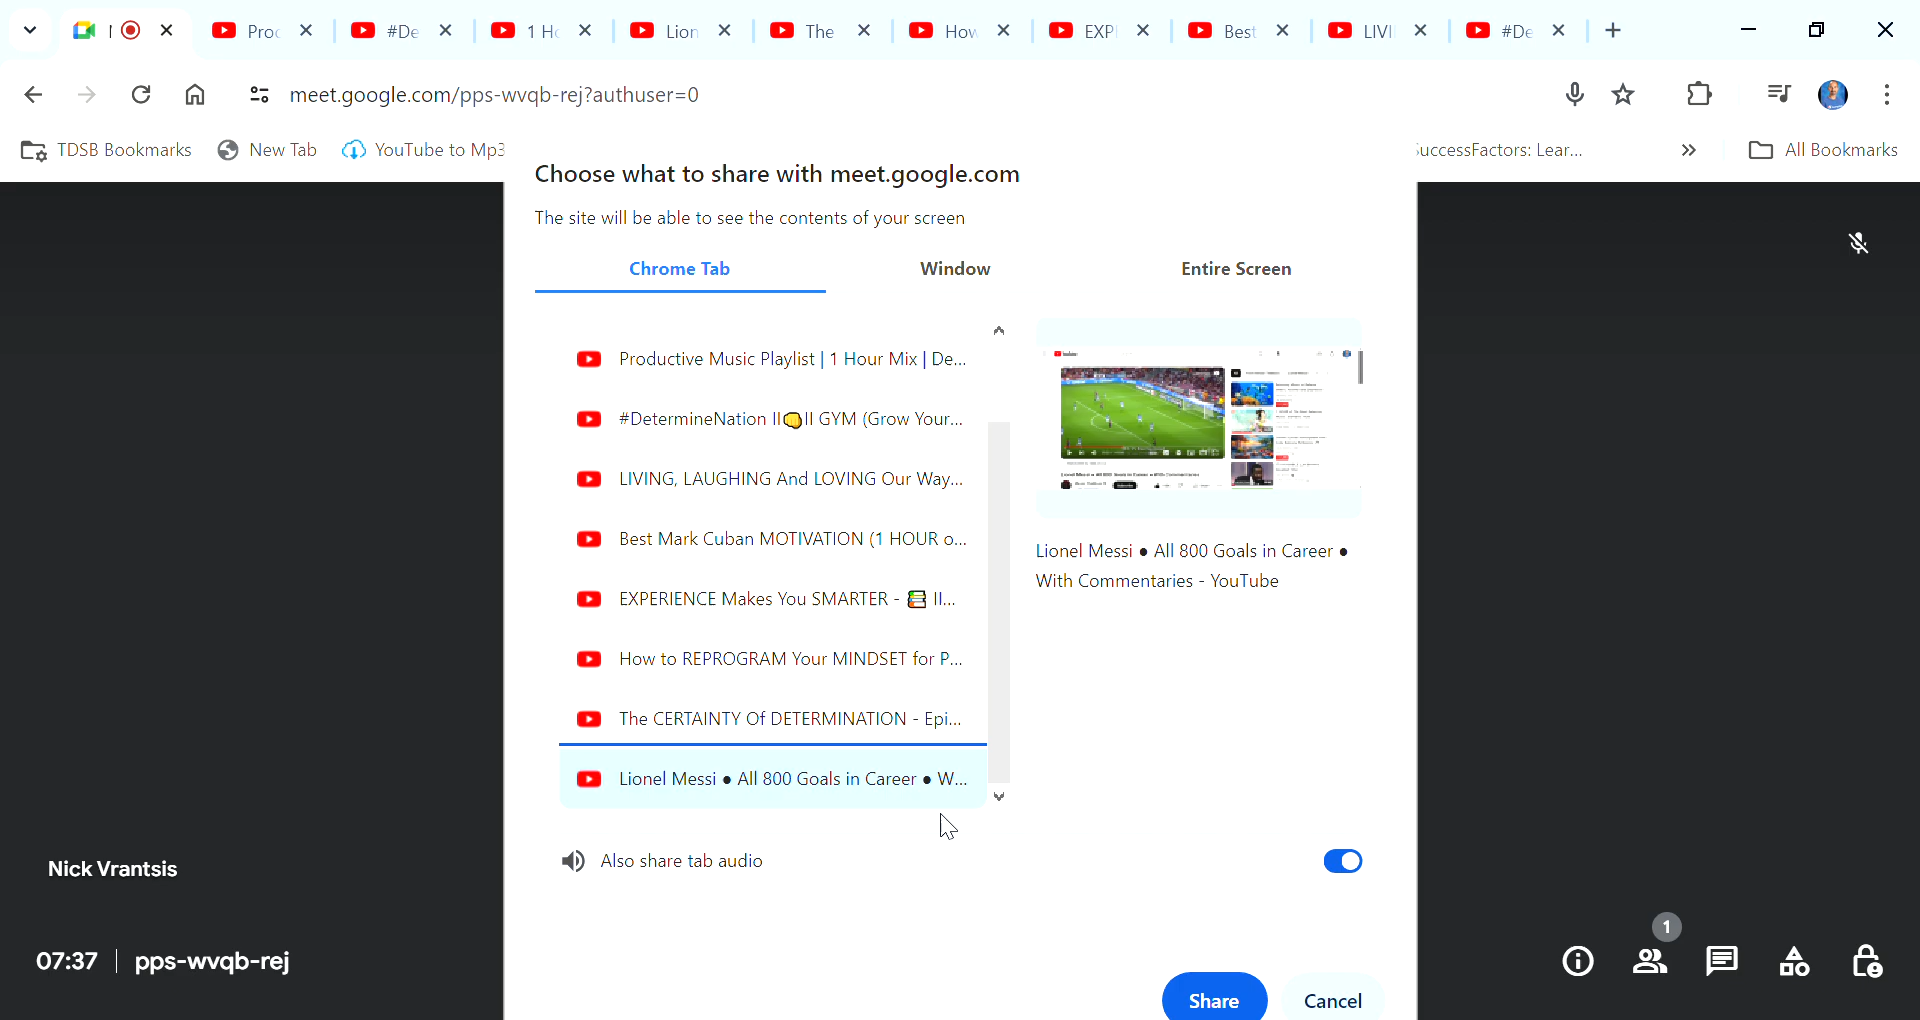 Proc
#De
1 Ho
Lion
The
How
EXP
Best
LIVI
#De
meet.google.com/pps-wvqb-rej?authuser=0
TDSB Bookmarks
New Tab
YouTube to Mp3
SuccessFactors: Lear...
All Bookmarks
Choose what to share with meet.google.com
The site will be able to see the contents of your screen
Chrome Tab
Window
Entire Screen
Productive Music Playlist | 1 Hour Mix | De...
#DetermineNation II👊II GYM (Grow Your...
LIVING, LAUGHING And LOVING Our Way...
Best Mark Cuban MOTIVATION (1 HOUR o...
EXPERIENCE Makes You SMARTER - 📚 II...
How to REPROGRAM Your MINDSET for P...
The CERTAINTY Of DETERMINATION - Epi...
Lionel Messi ● All 800 Goals in Career ● W...
Lionel Messi ● All 800 Goals in Career ●
With Commentaries - YouTube
Also share tab audio
Share
Cancel
Nick Vrantsis
07:37 | pps-wvqb-rej
1